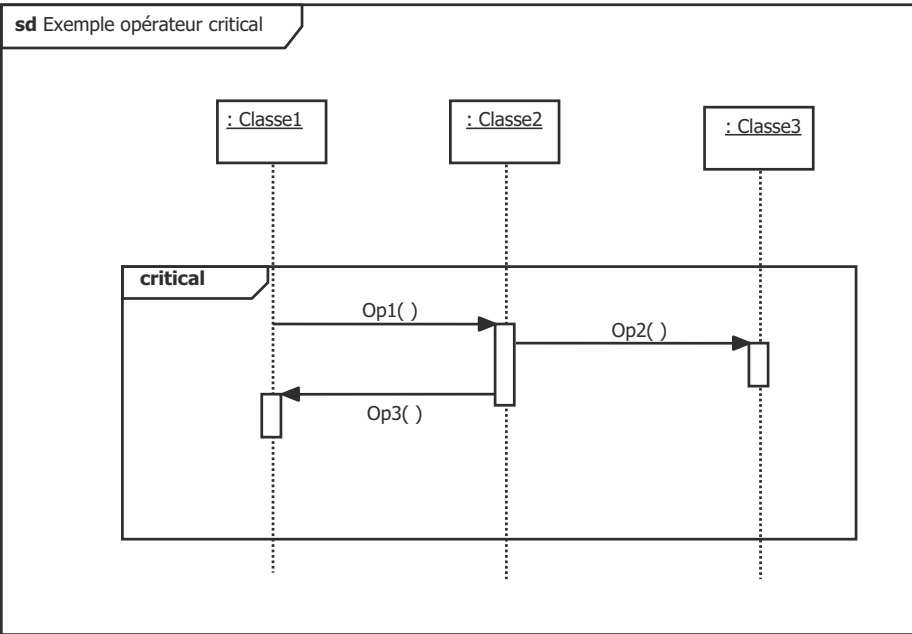 sd Exemple opérateur critical
: Classe1
: Classe2
: Classe3
critical
Op1( )
Op2( )
Op3( )